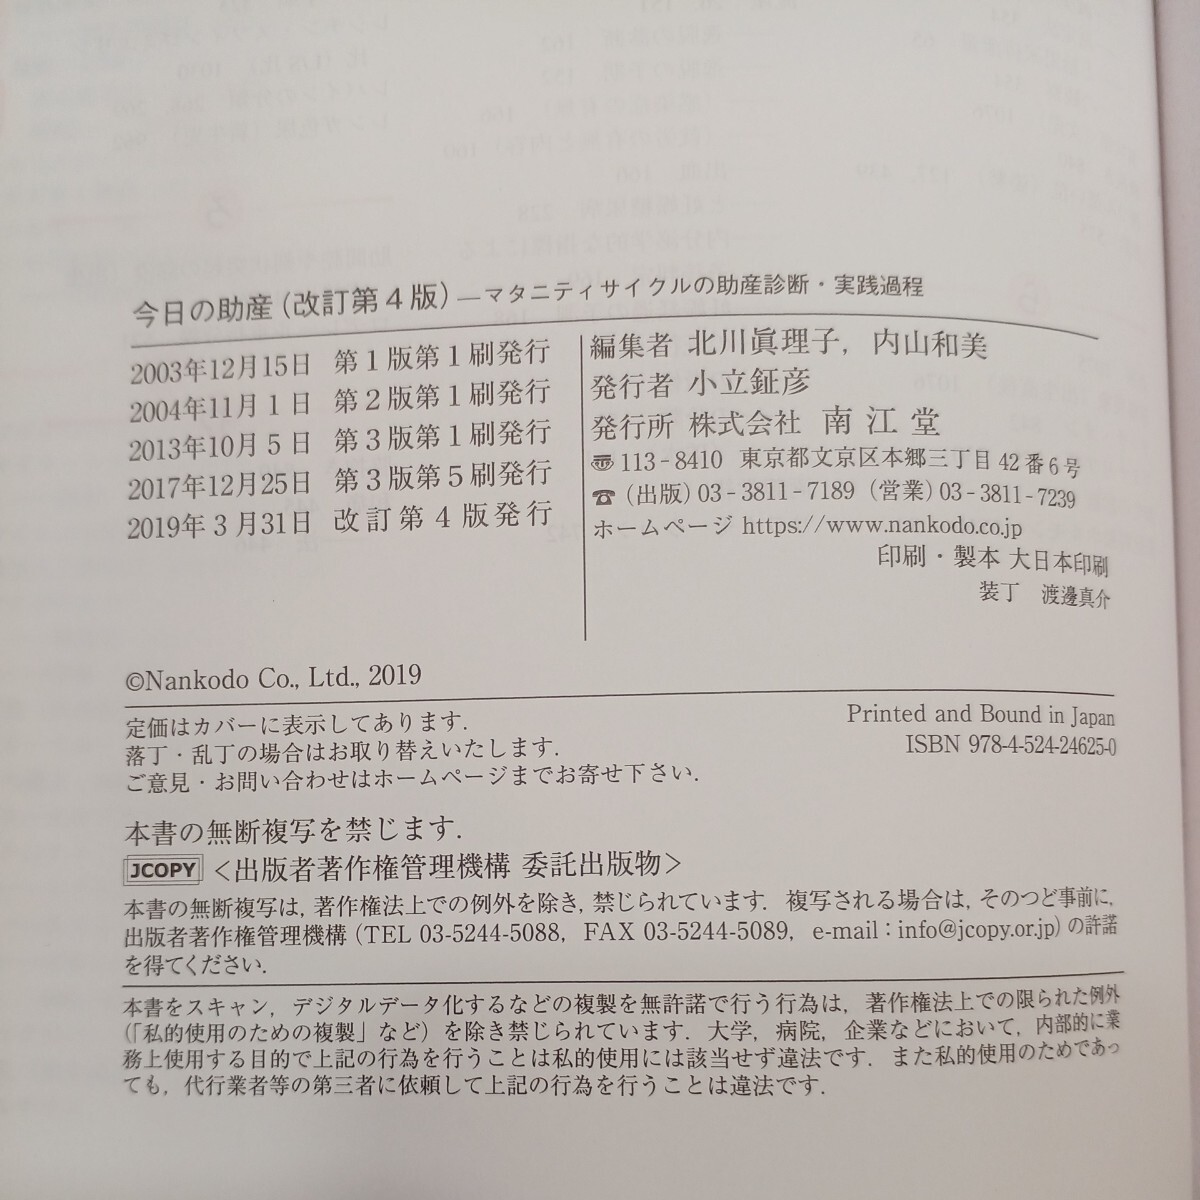 今日の助産（改訂第4版）―マタニティサイクルの助産診断・実践過程
2003年12月15日　第1版第1刷発行
2004年11月1日　第2版第1刷発行
2013年10月5日　第3版第1刷発行
2017年12月25日　第3版第5刷発行
2019年3月31日　改訂第4版発行
編集者 北川眞理子，内山和美
発行者 小立鉦彦
発行所 株式会社 南江堂
〠113-8410 東京都文京区本郷三丁目42番6号
☎（出版）03-3811-7189（営業）03-3811-7239
ホームページ https://www.nankodo.co.jp
印刷・製本 大日本印刷
装丁　渡邊真介
©Nankodo Co., Ltd., 2019
定価はカバーに表示してあります．
落丁・乱丁の場合はお取り替えいたします．
ご意見・お問い合わせはホームページまでお寄せ下さい．
Printed and Bound in Japan
ISBN 978-4-524-24625-0
本書の無断複写を禁じます．
JCOPY ＜出版者著作権管理機構 委託出版物＞
本書の無断複写は，著作権法上での例外を除き，禁じられています．複写される場合は，そのつど事前に，
出版者著作権管理機構（TEL 03-5244-5088，FAX 03-5244-5089，e-mail：info@jcopy.or.jp）の許諾
を得てください．
本書をスキャン，デジタルデータ化するなどの複製を無許諾で行う行為は，著作権法上での限られた例外
（「私的使用のための複製」など）を除き禁じられています．大学，病院，企業などにおいて，内部的に業
務上使用する目的で上記の行為を行うことは私的使用には該当せず違法です．また私的使用のためであっ
ても，代行業者等の第三者に依頼して上記の行為を行うことは違法です．